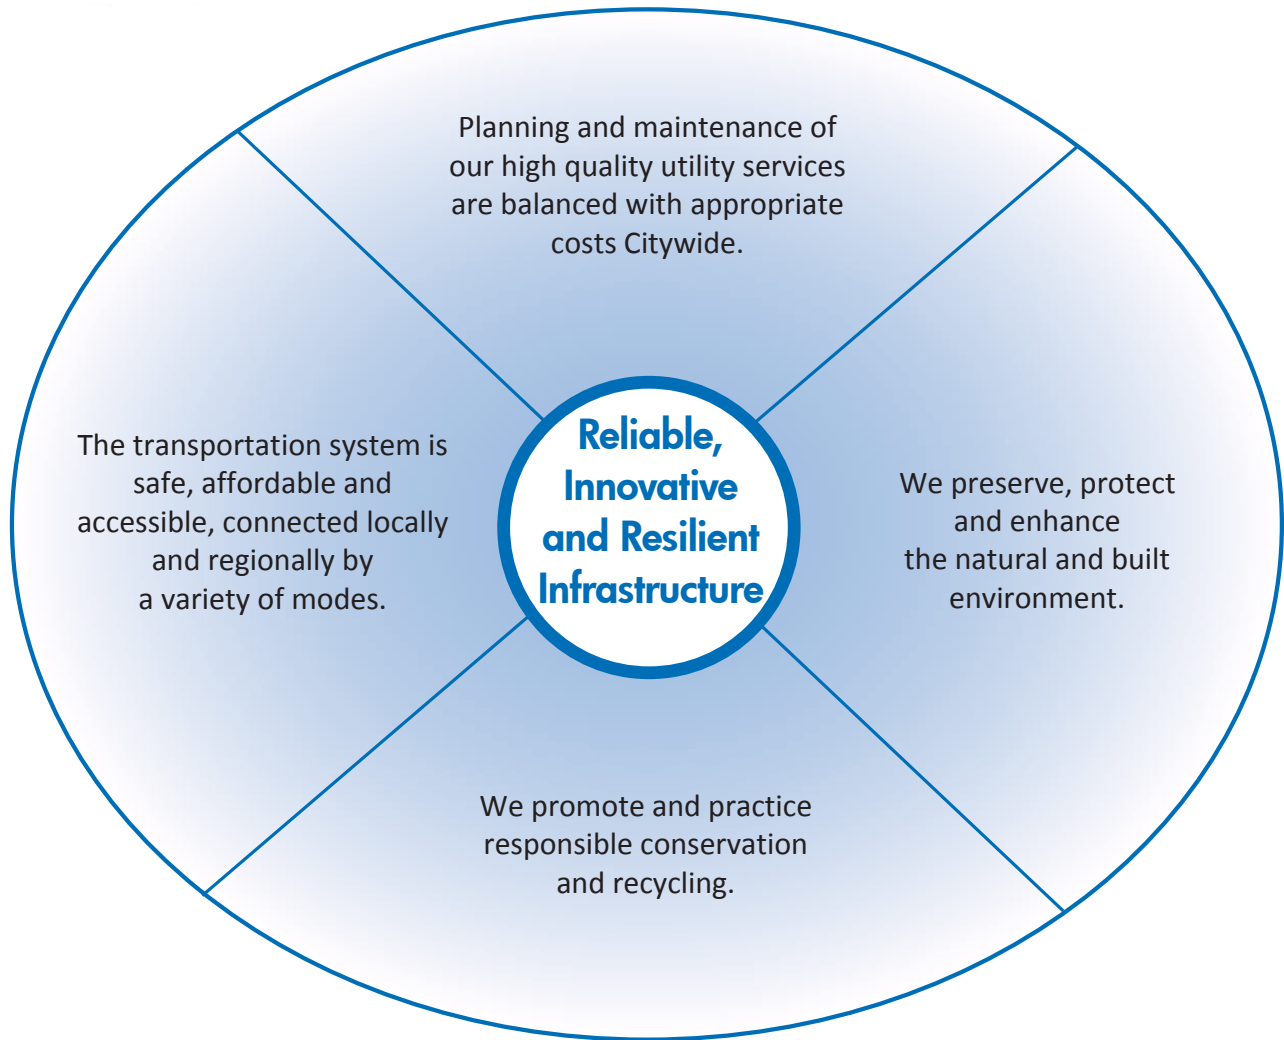 Planning and maintenance of
our high quality utility services
are balanced with appropriate
costs Citywide.
The transportation system is
safe, affordable and
accessible, connected locally
and regionally by
a variety of modes.
Reliable,
Innovative
and Resilient
Infrastructure
We preserve, protect
and enhance
the natural and built
environment.
We promote and practice
responsible conservation
and recycling.